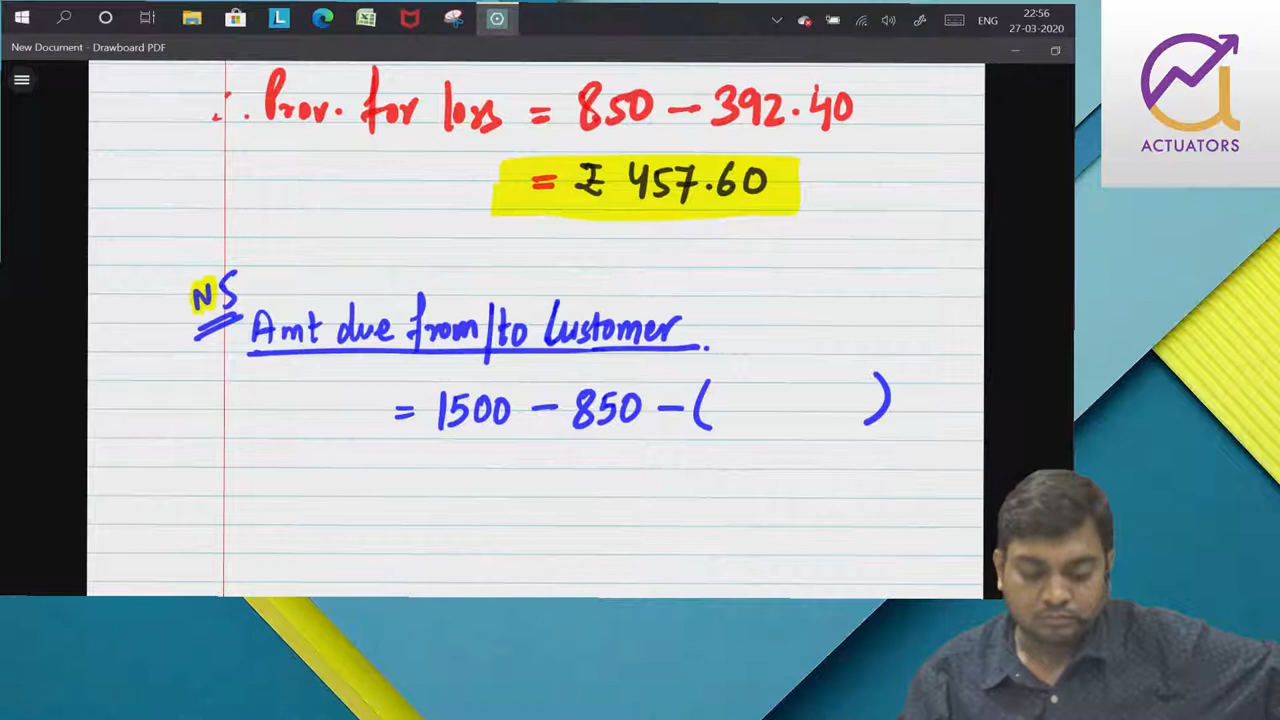 22:56
ENG
27-03-2020
New Document - Drawboard PDF
∴ Prov. for loss = 850 - 392.40
= ₹ 457.60
NS
Amt due from/to Customer.
= 1500 - 850 - ( )
ACTUATORS